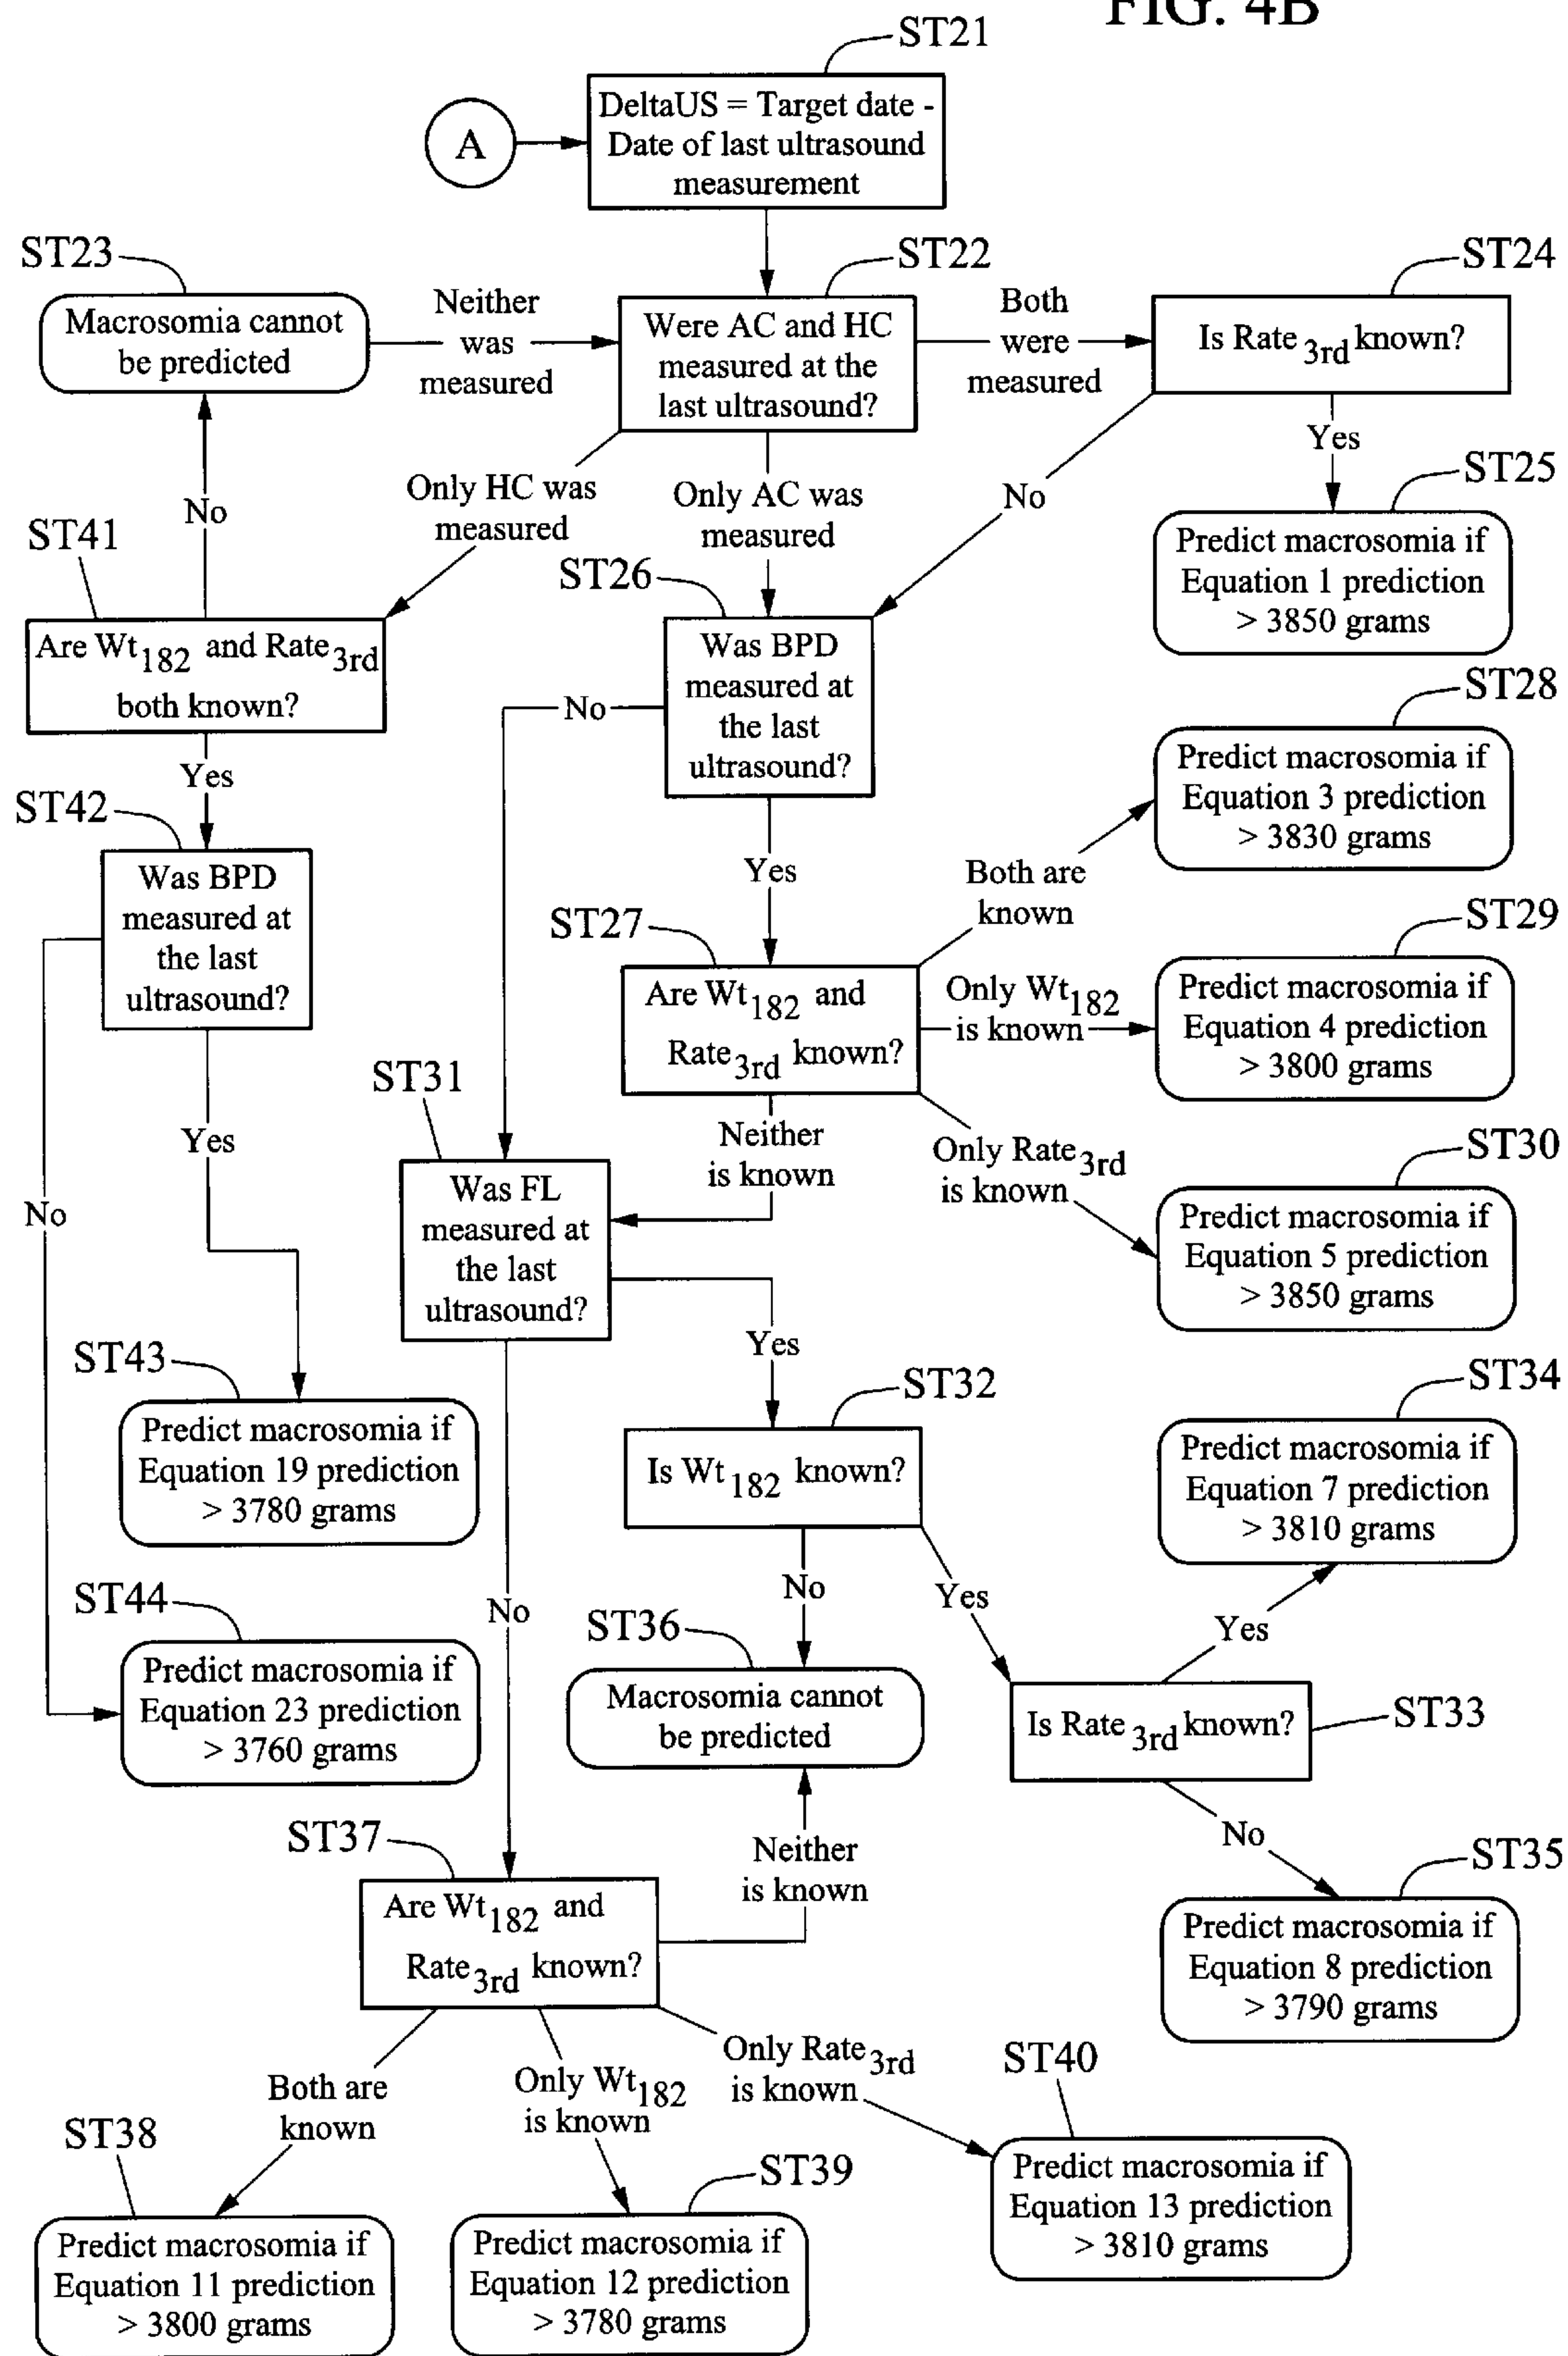 FIG. 4B
ST21
A
DeltaUS = Target date -
Date of last ultrasound
measurement
ST23
Macrosomia cannot
be predicted
Neither
was
measured
ST22
Were AC and HC
measured at the
last ultrasound?
Both
were
measured
ST24
Is Rate 3rd known?
Yes
No
ST25
Predict macrosomia if
Equation 1 prediction
> 3850 grams
Only HC was
measured
Only AC was
measured
No
ST41
Are Wt182 and Rate3rd
both known?
Yes
ST26
Was BPD
measured at
the last
ultrasound?
No
Yes
ST28
Predict macrosomia if
Equation 3 prediction
> 3830 grams
ST42
Was BPD
measured at
the last
ultrasound?
Both are
known
ST27
Are Wt182 and
Rate3rd known?
Only Wt182
is known
ST29
Predict macrosomia if
Equation 4 prediction
> 3800 grams
Neither
is known
Only Rate3rd
is known
ST30
Predict macrosomia if
Equation 5 prediction
> 3850 grams
Yes
No
ST31
Was FL
measured at
the last
ultrasound?
Yes
No
ST43
Predict macrosomia if
Equation 19 prediction
> 3780 grams
ST44
Predict macrosomia if
Equation 23 prediction
> 3760 grams
ST32
Is Wt182 known?
No
Yes
ST34
Predict macrosomia if
Equation 7 prediction
> 3810 grams
ST36
Macrosomia cannot
be predicted
Yes
Is Rate 3rd known?
ST33
No
ST35
Predict macrosomia if
Equation 8 prediction
> 3790 grams
ST37
Are Wt182 and
Rate3rd known?
Neither
is known
Both are
known
Only Wt182
is known
Only Rate3rd
is known
ST38
Predict macrosomia if
Equation 11 prediction
> 3800 grams
ST39
Predict macrosomia if
Equation 12 prediction
> 3780 grams
ST40
Predict macrosomia if
Equation 13 prediction
> 3810 grams